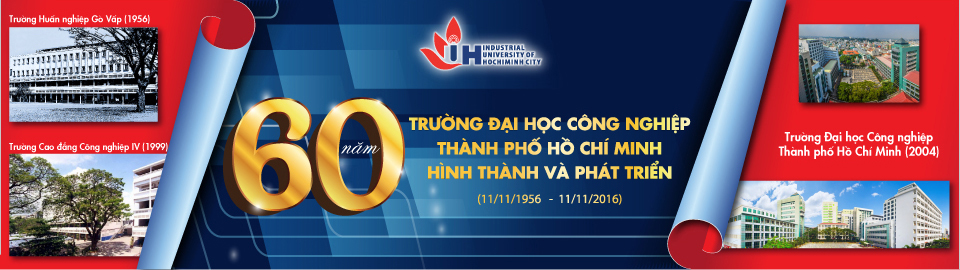 Trường Huấn nghiệp Gò Vấp (1956)
Trường Cao đẳng Công nghiệp IV (1999)
IUH
INDUSTRIAL
UNIVERSITY OF
HOCHIMINH CITY
60
năm
TRƯỜNG ĐẠI HỌC CÔNG NGHIỆP
THÀNH PHỐ HỒ CHÍ MINH
HÌNH THÀNH VÀ PHÁT TRIỂN
(11/11/1956 - 11/11/2016)
Trường Đại học Công nghiệp
Thành phố Hồ Chí Minh (2004)